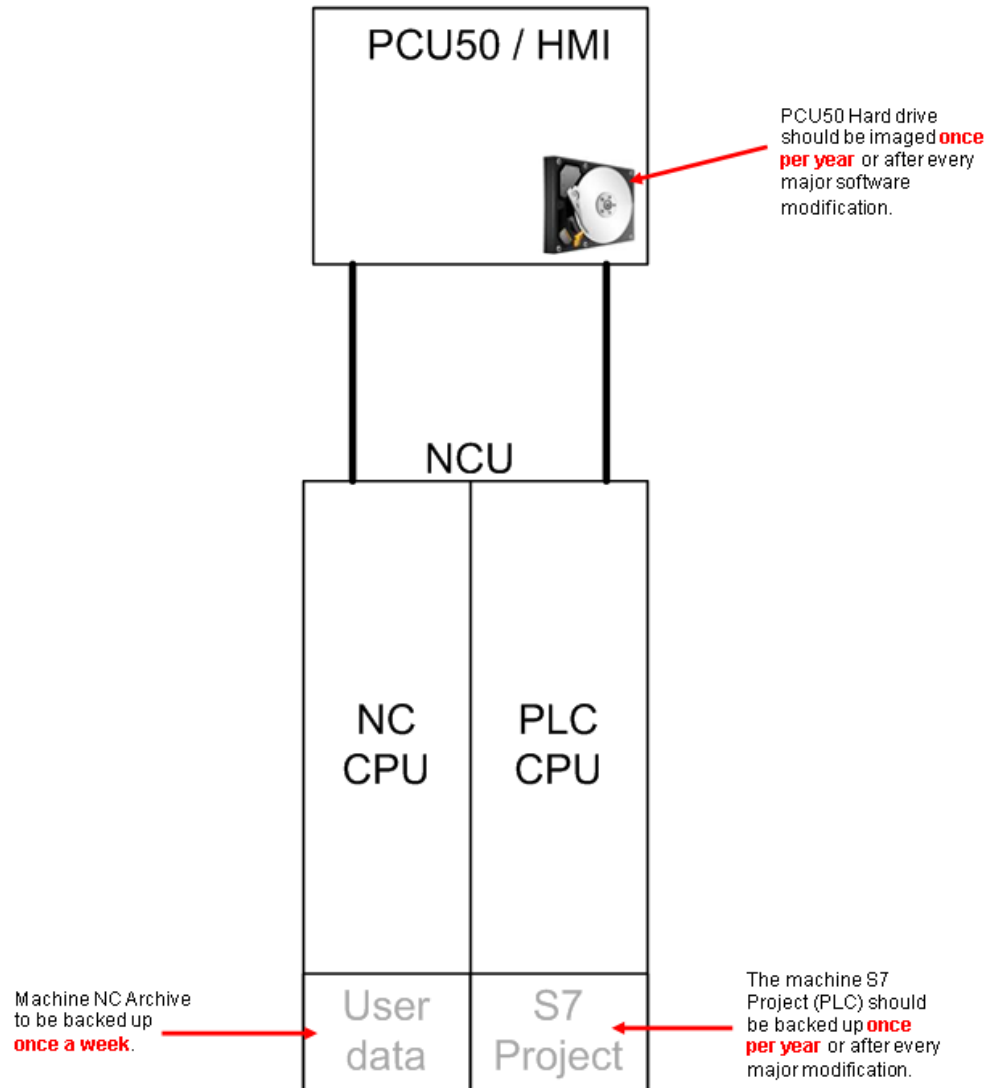 PCU50 / HMI
PCU50 Hard drive
should be imaged once
per year or after every
major software
modification.
NCU
NC
CPU
PLC
CPU
User
data
S7
Project
Machine NC Archive
to be backed up
once a week.
The machine S7
Project (PLC) should
be backed up once
per year or after every
major modification.